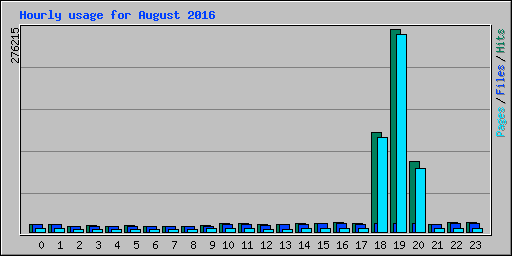 Hourly usage for August 2016
276215
Pages / Files / Hits
0 1 2 3 4 5 6 7 8 9 10 11 12 13 14 15 16 17 18 19 20 21 22 23